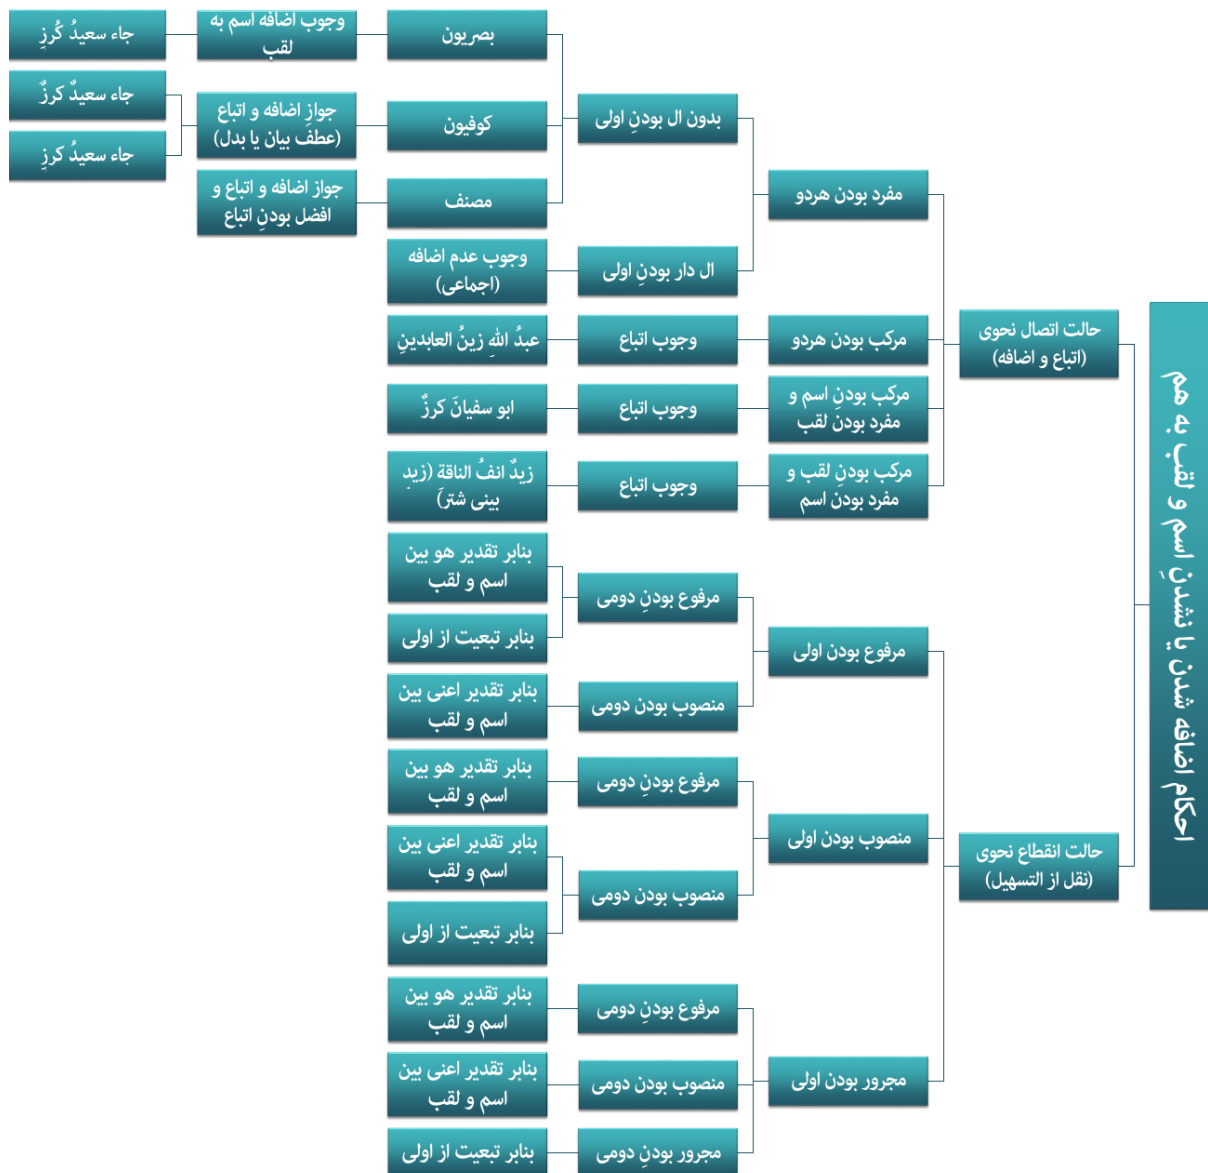 احکام اضافه شدن یا نشدنِ اسم و لقب به هم
حالت اتصال نحوی
(اتباع و اضافه)
مفرد بودن هردو
بدون ال بودنِ اولی
بصریون
وجوب اضافه اسم به
لقب
جاء سعیدُ کُرزِ
کوفیون
جوازِ اضافه و اتباع
(عطف بیان یا بدل)
جاء سعیدٌ کرزٌ
جاء سعیدُ کرزِ
مصنف
جواز اضافه و اتباع و
افضل بودنِ اتباع
ال دار بودنِ اولی
وجوب عدم اضافه
(اجماعی)
مرکب بودن هردو
وجوب اتباع
عبدُ اللهِ زینُ العابدینِ
مرکب بودنِ اسم و
مفرد بودن لقب
وجوب اتباع
ابو سفیانَ کرزٌ
مرکب بودنِ لقب و
مفرد بودن اسم
وجوب اتباع
زیدٌ انفُ الناقة (زیدِ
بینی شتر)
حالت انقطاع نحوی
(نقل از التسهیل)
مرفوع بودن اولی
مرفوع بودنِ دومی
بنابر تقدیر هو بین
اسم و لقب
بنابر تبعیت از اولی
منصوب بودن دومی
بنابر تقدیر اعنی بین
اسم و لقب
منصوب بودن اولی
مرفوع بودنِ دومی
بنابر تقدیر هو بین
اسم و لقب
منصوب بودن دومی
بنابر تقدیر اعنی بین
اسم و لقب
بنابر تبعیت از اولی
مجرور بودن اولی
مرفوع بودنِ دومی
بنابر تقدیر هو بین
اسم و لقب
منصوب بودن دومی
بنابر تقدیر اعنی بین
اسم و لقب
مجرور بودنِ دومی
بنابر تبعیت از اولی